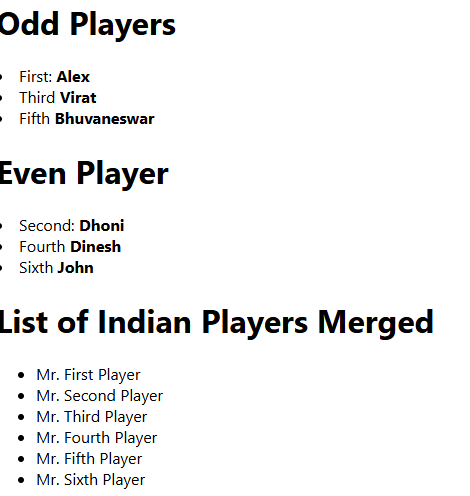 Odd Players
First: Alex
Third Virat
Fifth Bhuvaneswar
Even Player
Second: Dhoni
Fourth Dinesh
Sixth John
List of Indian Players Merged
Mr. First Player
Mr. Second Player
Mr. Third Player
Mr. Fourth Player
Mr. Fifth Player
Mr. Sixth Player